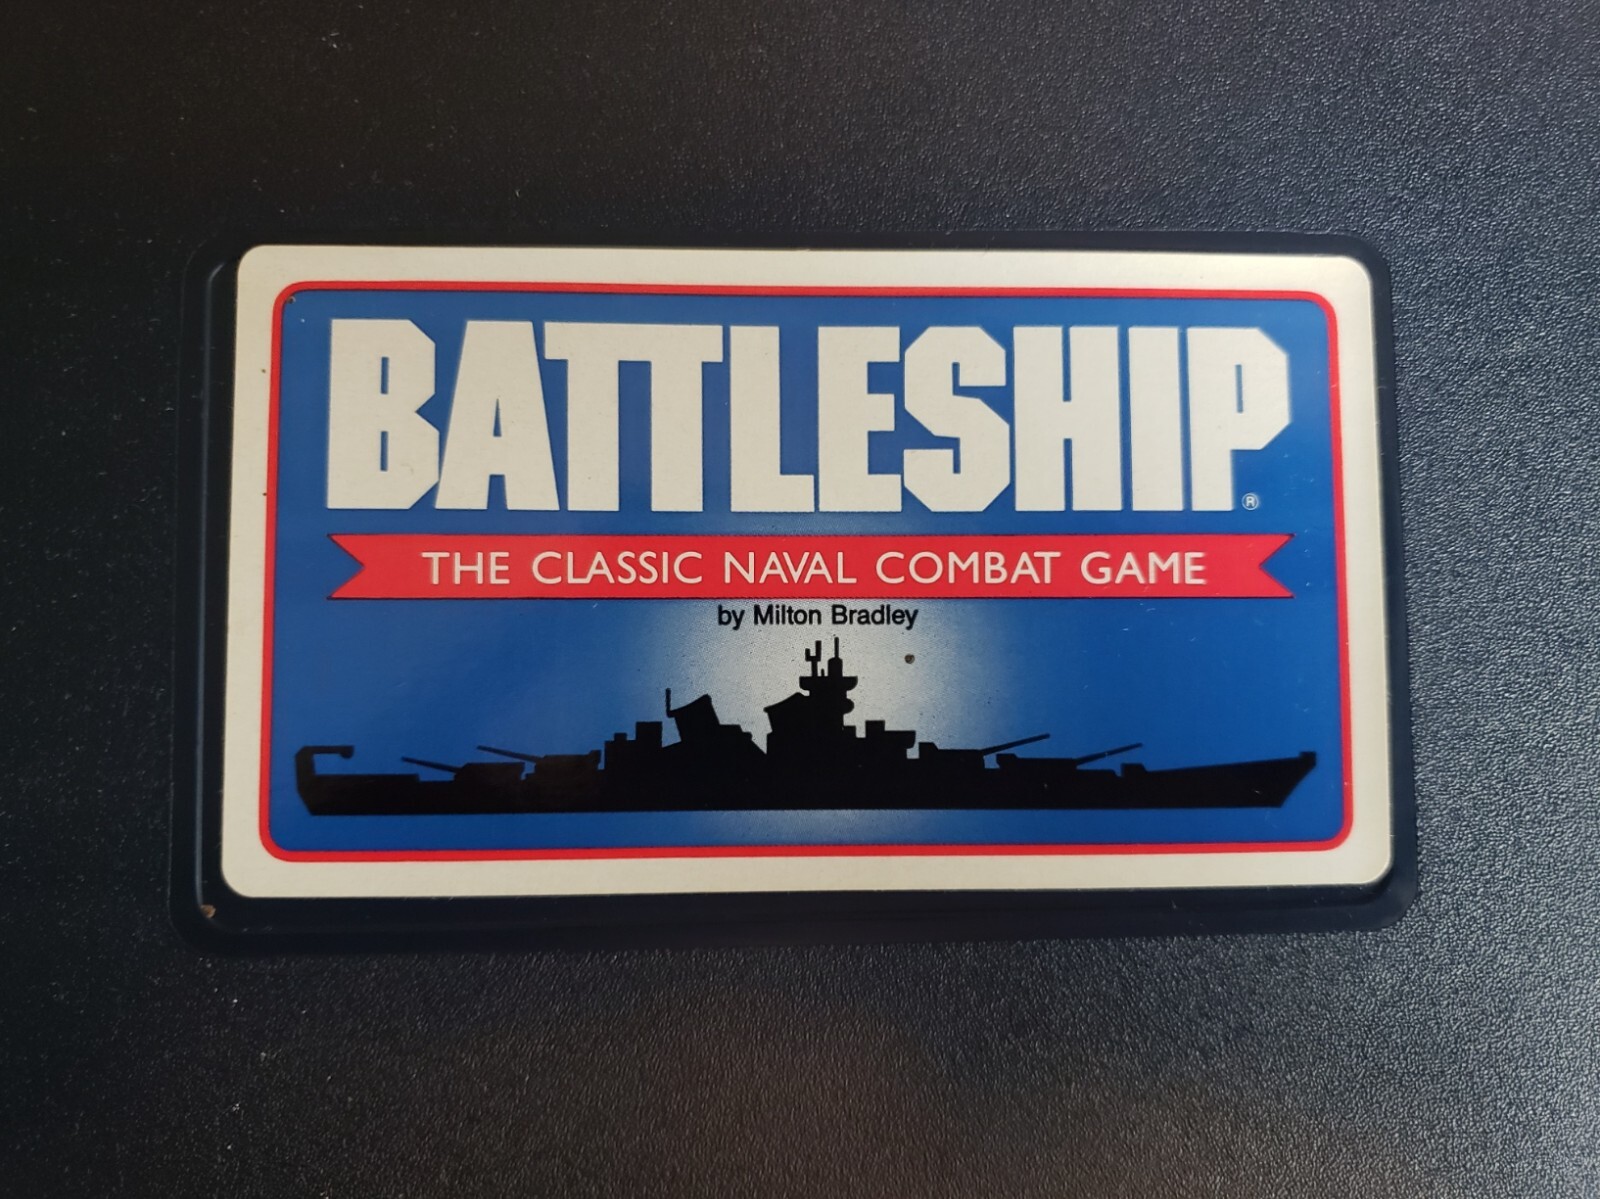 BATTLESHIP®
THE CLASSIC NAVAL COMBAT GAME
by Milton Bradley